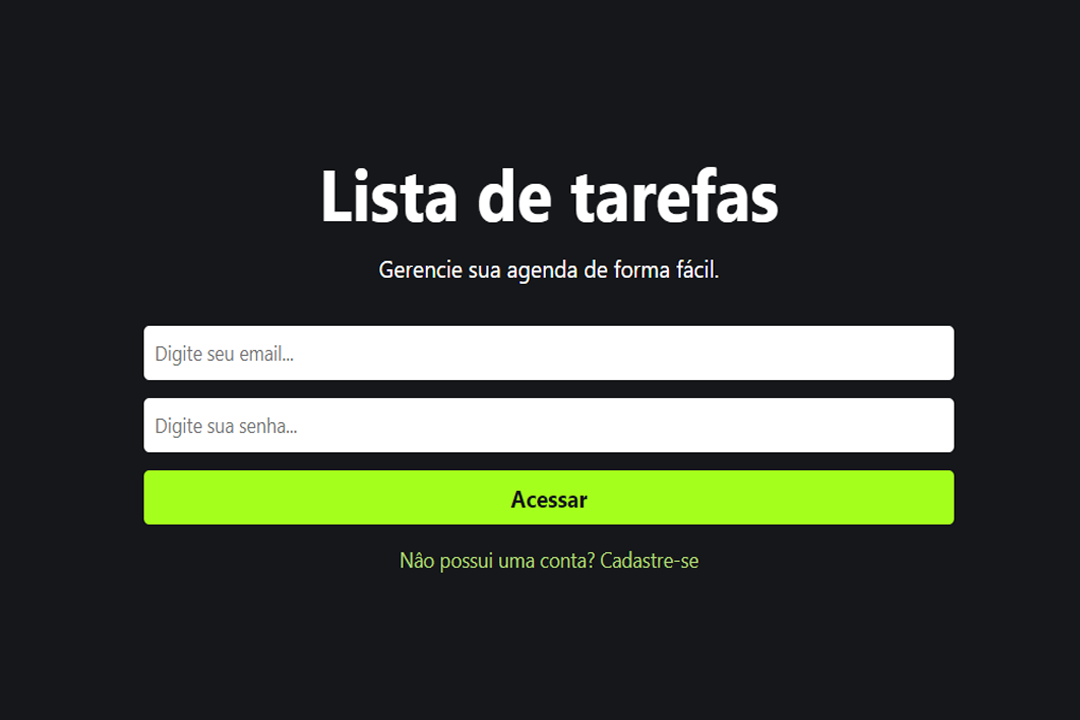 Lista de tarefas
Gerencie sua agenda de forma fácil.
Digite seu email...
Digite sua senha...
Acessar
Nâo possui uma conta? Cadastre-se